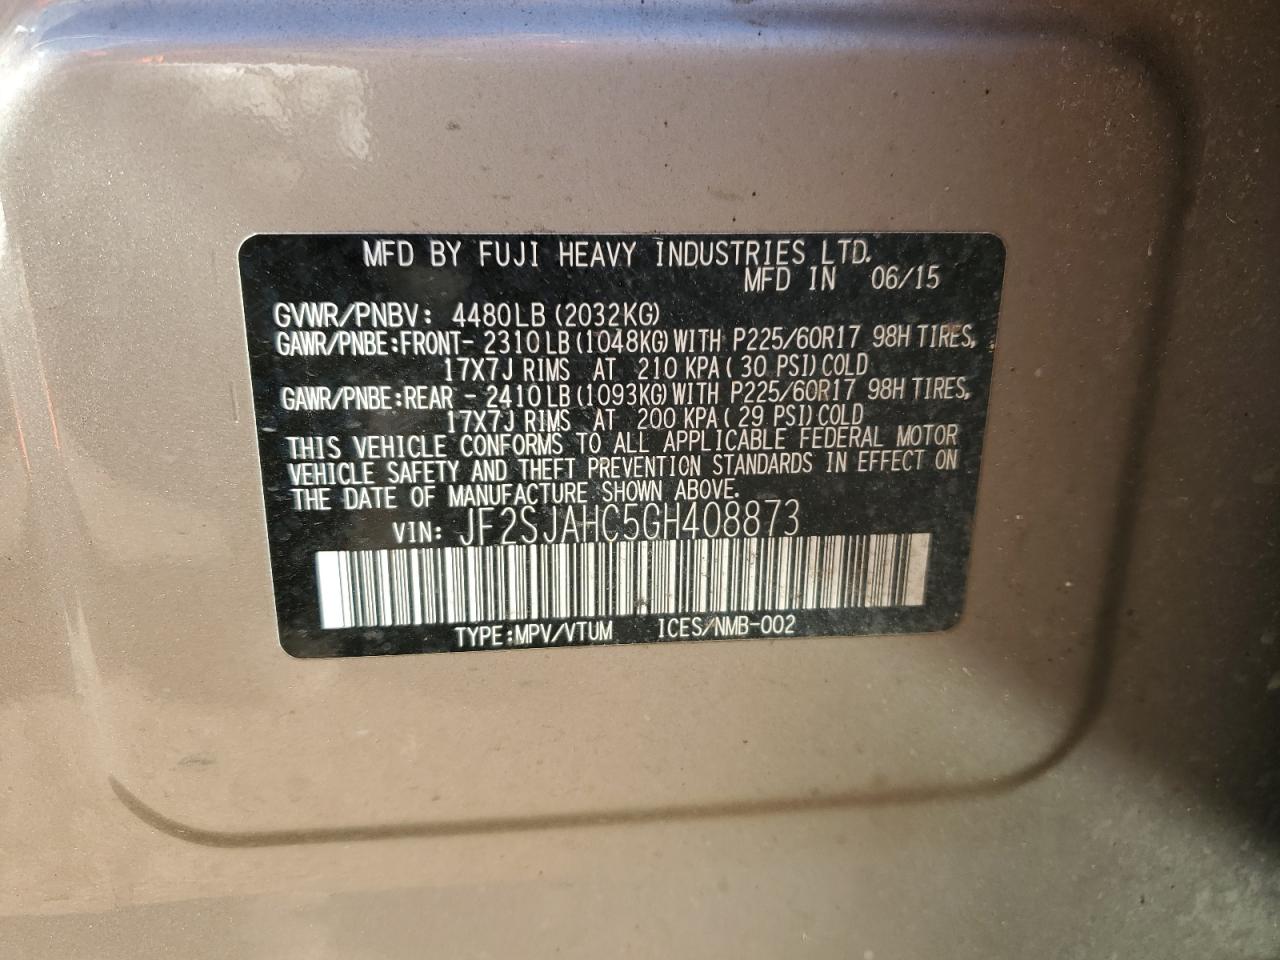 MFD BY FUJI HEAVY INDUSTRIES LTD.
MFD IN 06/15
GVWR/PNBV: 4480LB(2032KG)
GAWR/PNBE:FRONT- 2310LB(1048KG)WITH P225/60R17 98H TIRES,
17X7J RIMS AT 210 KPA(30 PSI)COLD
GAWR/PNBE:REAR - 2410LB(1093KG)WITH P225/60R17 98H TIRES,
17X7J RIMS AT 200 KPA(29 PSI)COLD
THIS VEHICLE CONFORMS TO ALL APPLICABLE FEDERAL MOTOR
VEHICLE SAFETY AND THEFT PREVENTION STANDARDS IN EFFECT ON
THE DATE OF MANUFACTURE SHOWN ABOVE.
VIN: JF2SJAHC5GH408873
TYPE:MPV/VTUM ICES/NMB-002